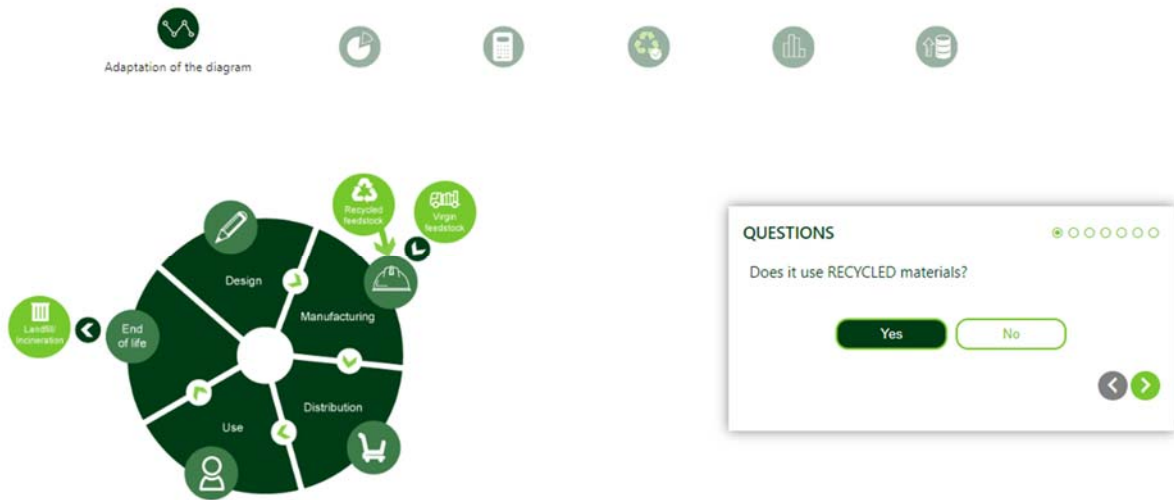 Adaptation of the diagram
Recycled
feedstock
Virgin
feedstock
QUESTIONS
Does it use RECYCLED materials?
Yes
No
Design
Manufacturing
Landfill/
Incineration
End
of life
Distribution
Use